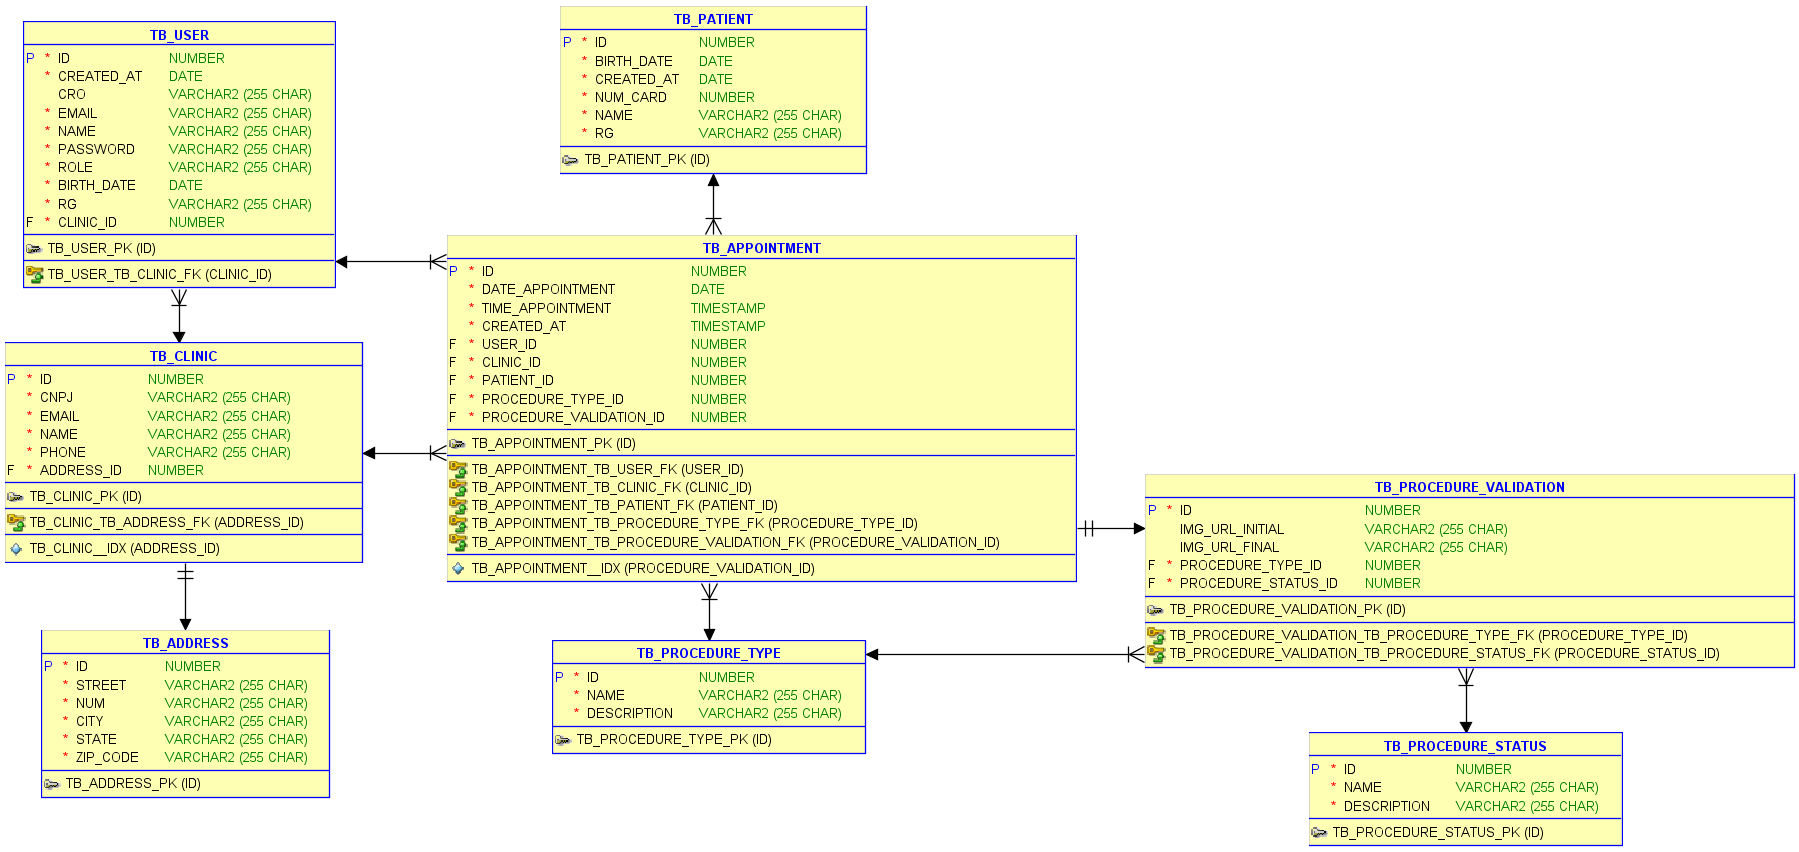 TB_USER
P * ID NUMBER
* CREATED_AT DATE
CRO VARCHAR2 (255 CHAR)
* EMAIL VARCHAR2 (255 CHAR)
* NAME VARCHAR2 (255 CHAR)
* PASSWORD VARCHAR2 (255 CHAR)
* ROLE VARCHAR2 (255 CHAR)
* BIRTH_DATE DATE
* RG VARCHAR2 (255 CHAR)
F * CLINIC_ID NUMBER
TB_USER_PK (ID)
TB_USER_TB_CLINIC_FK (CLINIC_ID)
TB_PATIENT
P * ID NUMBER
* BIRTH_DATE DATE
* CREATED_AT DATE
* NUM_CARD NUMBER
* NAME VARCHAR2 (255 CHAR)
* RG VARCHAR2 (255 CHAR)
TB_PATIENT_PK (ID)
TB_APPOINTMENT
P * ID NUMBER
* DATE_APPOINTMENT DATE
* TIME_APPOINTMENT TIMESTAMP
* CREATED_AT TIMESTAMP
F * USER_ID NUMBER
F * CLINIC_ID NUMBER
F * PATIENT_ID NUMBER
F * PROCEDURE_TYPE_ID NUMBER
F * PROCEDURE_VALIDATION_ID NUMBER
TB_APPOINTMENT_PK (ID)
TB_APPOINTMENT_TB_USER_FK (USER_ID)
TB_APPOINTMENT_TB_CLINIC_FK (CLINIC_ID)
TB_APPOINTMENT_TB_PATIENT_FK (PATIENT_ID)
TB_APPOINTMENT_TB_PROCEDURE_TYPE_FK (PROCEDURE_TYPE_ID)
TB_APPOINTMENT_TB_PROCEDURE_VALIDATION_FK (PROCEDURE_VALIDATION_ID)
TB_APPOINTMENT__IDX (PROCEDURE_VALIDATION_ID)
TB_CLINIC
P * ID NUMBER
* CNPJ VARCHAR2 (255 CHAR)
* EMAIL VARCHAR2 (255 CHAR)
* NAME VARCHAR2 (255 CHAR)
* PHONE VARCHAR2 (255 CHAR)
F * ADDRESS_ID NUMBER
TB_CLINIC_PK (ID)
TB_CLINIC_TB_ADDRESS_FK (ADDRESS_ID)
TB_CLINIC__IDX (ADDRESS_ID)
TB_PROCEDURE_VALIDATION
P * ID NUMBER
IMG_URL_INITIAL VARCHAR2 (255 CHAR)
IMG_URL_FINAL VARCHAR2 (255 CHAR)
F * PROCEDURE_TYPE_ID NUMBER
F * PROCEDURE_STATUS_ID NUMBER
TB_PROCEDURE_VALIDATION_PK (ID)
TB_PROCEDURE_VALIDATION_TB_PROCEDURE_TYPE_FK (PROCEDURE_TYPE_ID)
TB_PROCEDURE_VALIDATION_TB_PROCEDURE_STATUS_FK (PROCEDURE_STATUS_ID)
TB_ADDRESS
P * ID NUMBER
* STREET VARCHAR2 (255 CHAR)
* NUM VARCHAR2 (255 CHAR)
* CITY VARCHAR2 (255 CHAR)
* STATE VARCHAR2 (255 CHAR)
* ZIP_CODE VARCHAR2 (255 CHAR)
TB_ADDRESS_PK (ID)
TB_PROCEDURE_TYPE
P * ID NUMBER
* NAME VARCHAR2 (255 CHAR)
* DESCRIPTION VARCHAR2 (255 CHAR)
TB_PROCEDURE_TYPE_PK (ID)
TB_PROCEDURE_STATUS
P * ID NUMBER
* NAME VARCHAR2 (255 CHAR)
* DESCRIPTION VARCHAR2 (255 CHAR)
TB_PROCEDURE_STATUS_PK (ID)